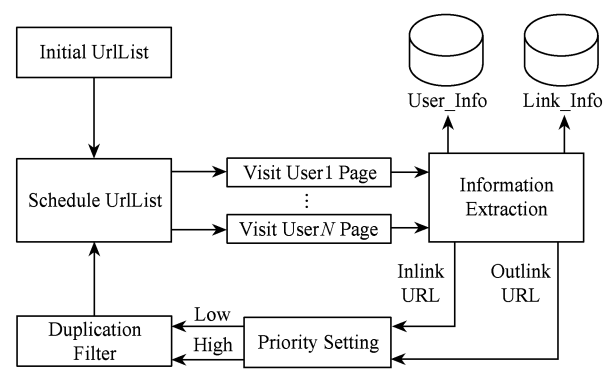 Initial UrlList
User_Info
Link_Info
Schedule UrlList
Visit User1 Page
⋮
Visit UserN Page
Information
Extraction
Inlink
URL
Outlink
URL
Low
High
Duplication
Filter
Priority Setting